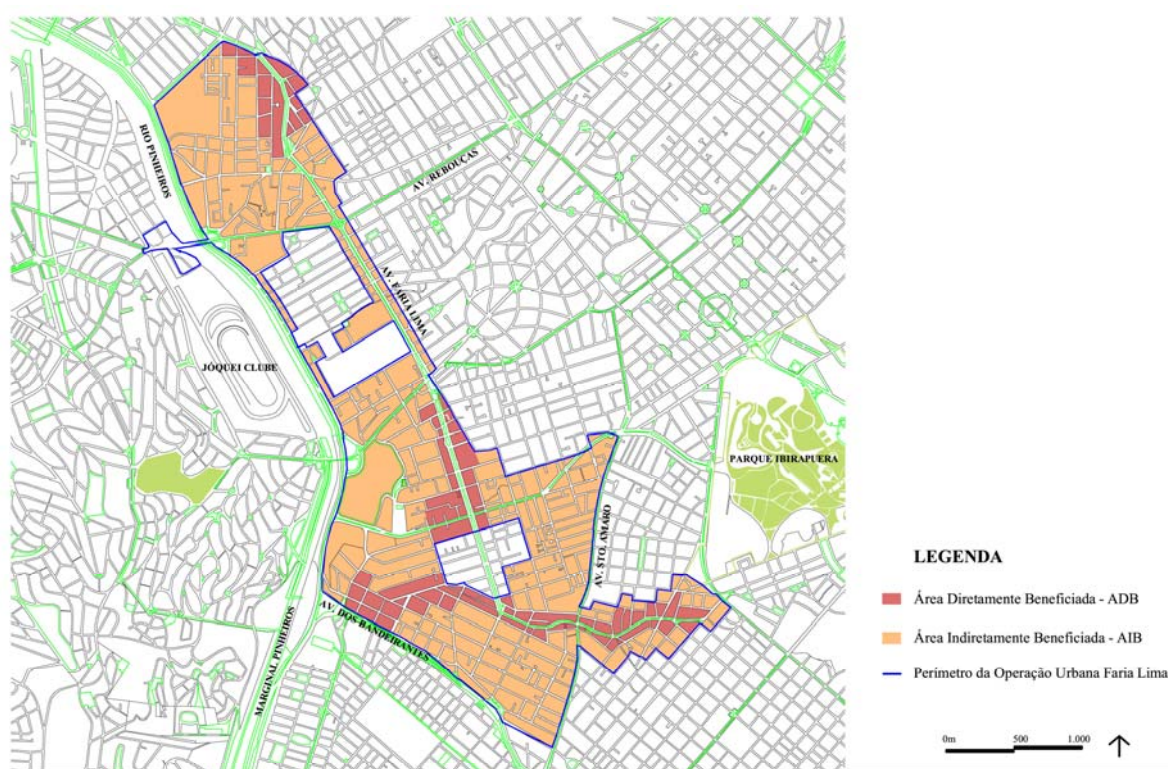 RIO PINHEIROS
AV. REBOUÇAS
AV. FARIA LIMA
JÓQUEI CLUBE
PARQUE IBIRAPUERA
AV. STO. AMARO
AV. DOS BANDEIRANTES
MARGINAL PINHEIROS
LEGENDA
Área Diretamente Beneficiada - ADB
Área Indiretamente Beneficiada - AIB
Perímetro da Operação Urbana Faria Lima
0m 500 1.000